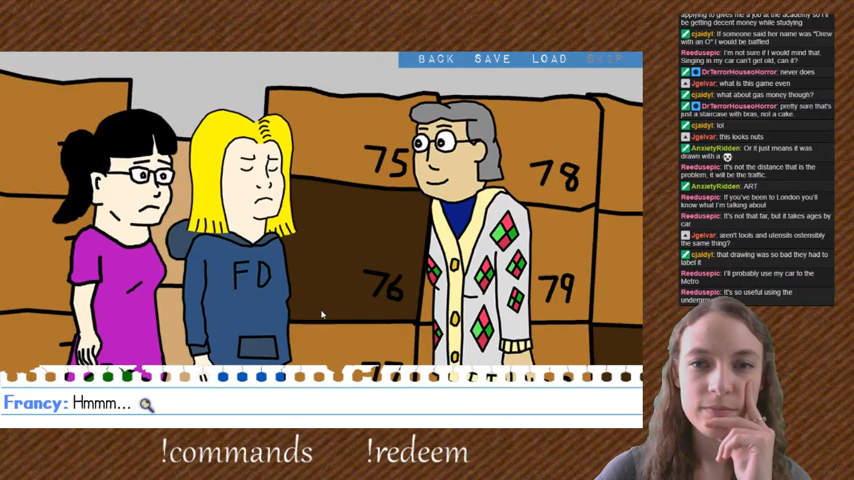 applying to gives me a job at the academy so I'll
be getting decent money while studying
cjaidyl: If someone said her name was "Drew
with an O" I would be baffled
Reedusepic: I'm not sure if I would mind that.
Singing in my car can't get old, can it?
DrTerrorHouseoHorror: never does
Jgelvar: what is this game even
cjaidyl: what about gas money though?
DrTerrorHouseoHorror: pretty sure that's
just a staircase with bras, not a cake.
cjaidyl: lol
Jgelvar: this looks nuts
AnxietyRidden: Or it just means it was
drawn with a
Reedusepic: It's not the distance that is the
problem, it will be the traffic.
AnxietyRidden: ART
Reedusepic: If you've been to London you'll
know what I'm talking about
Reedusepic: It's not that far, but it takes ages by
car
Jgelvar: aren't tools and utensils ostensibly
the same thing?
cjaidyl: that drawing was so bad they had to
label it
Reedusepic: I'll probably use my car to the
Metro
Reedusepic: It's so useful using the
BACK SAVE LOAD SKIP
75
78
76
79
77
FD
Francy: Hmmm...
!commands !redeem